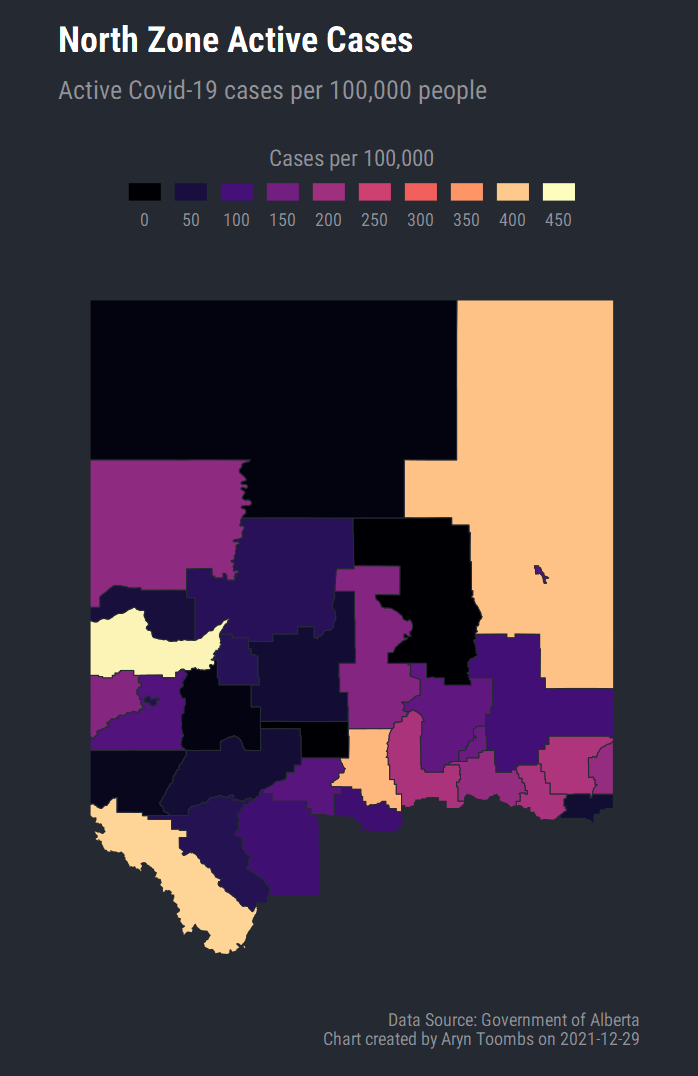 North Zone Active Cases
Active Covid-19 cases per 100,000 people
Cases per 100,000
0 50 100 150 200 250 300 350 400 450
Data Source: Government of Alberta
Chart created by Aryn Toombs on 2021-12-29